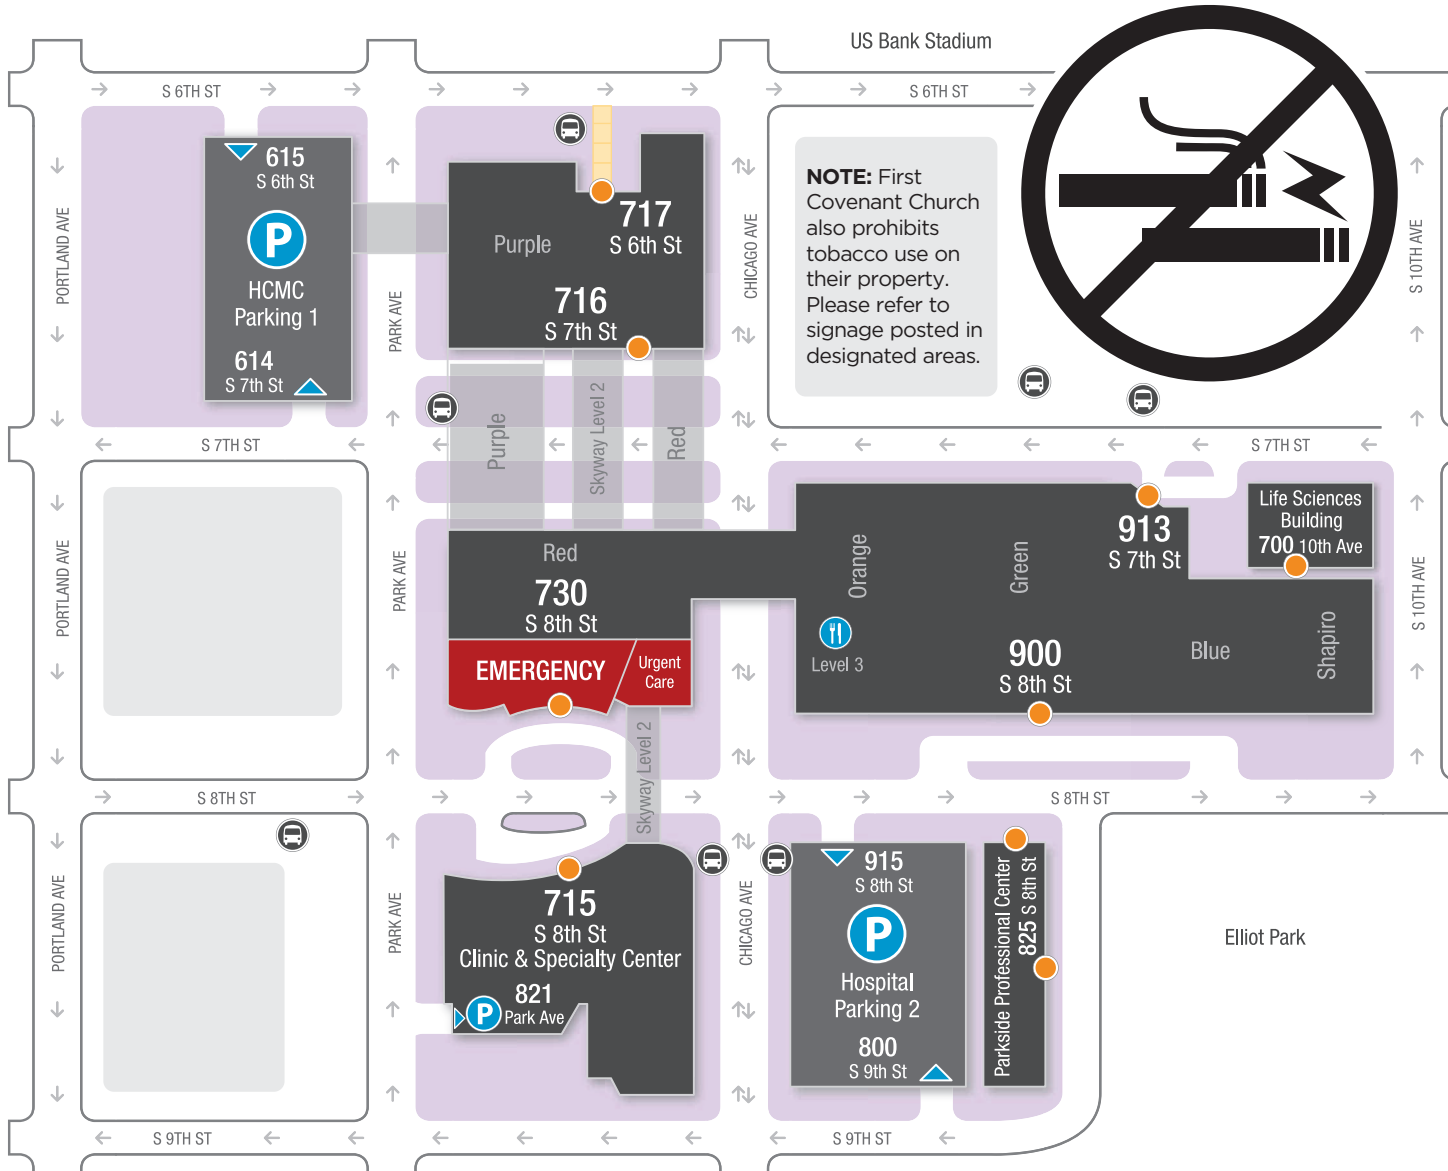 US Bank Stadium
S 6TH ST
S 6TH ST
615
S 6th St
P
HCMC
Parking 1
614
S 7th St
PORTLAND AVE
PARK AVE
717
S 6th St
Purple
716
S 7th St
CHICAGO AVE
NOTE: First
Covenant Church
also prohibits
tobacco use on
their property.
Please refer to
signage posted in
designated areas.
S 10TH AVE
S 7TH ST
Purple
Skyway Level 2
Red
S 7TH ST
PORTLAND AVE
PARK AVE
Red
730
S 8th St
EMERGENCY
Urgent
Care
Orange
Level 3
Green
913
S 7th St
900
S 8th St
Blue
Shapiro
Life Sciences
Building
700 10th Ave
S 10TH AVE
Skyway Level 2
S 8TH ST
S 8TH ST
PORTLAND AVE
PARK AVE
715
S 8th St
Clinic & Specialty Center
P
821
Park Ave
CHICAGO AVE
915
S 8th St
P
Hospital
Parking 2
800
S 9th St
Parkside Professional Center
825 S 8th St
Elliot Park
S 9TH ST
S 9TH ST